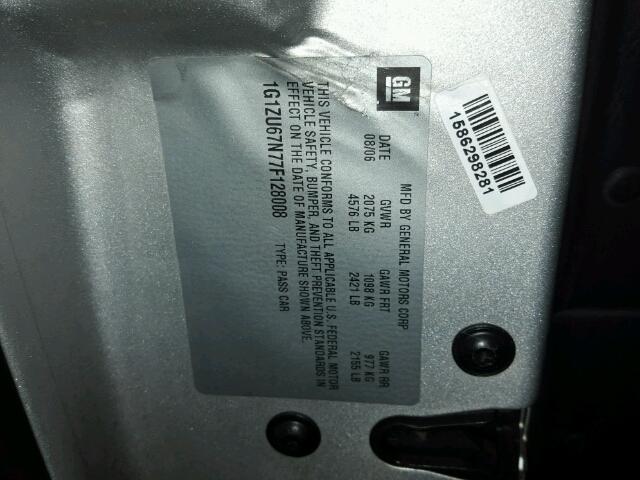 GM
MFD BY GENERAL MOTORS CORP
DATE GVWR GAWR FRT GAWR RR
08/06 2075 KG 1098 KG 977 KG
4576 LB 2421 LB 2155 LB
THIS VEHICLE CONFORMS TO ALL APPLICABLE U.S. FEDERAL MOTOR
VEHICLE SAFETY, BUMPER, AND THEFT PREVENTION STANDARDS IN
EFFECT ON THE DATE OF MANUFACTURE SHOWN ABOVE.
1G1ZU67N77F128008 TYPE: PASS CAR
1586298281